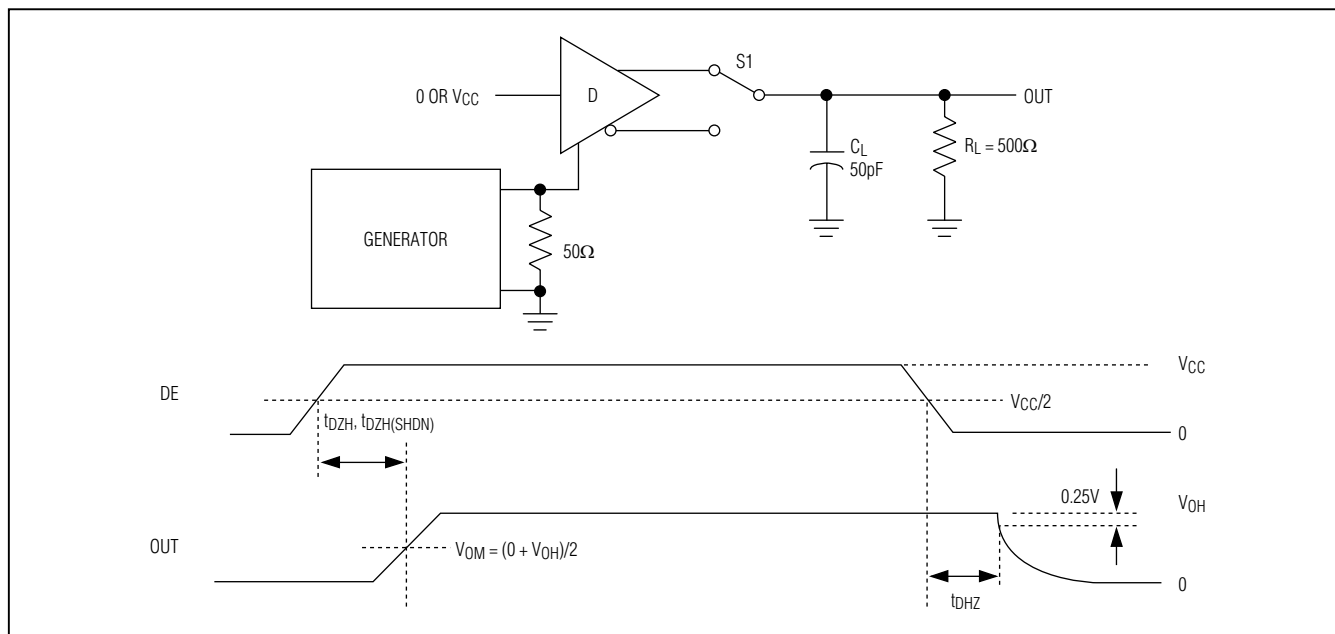 S1
0 OR VCC
D
OUT
CL
50pF
RL = 500Ω
GENERATOR
50Ω
DE
VCC
VCC/2
0
tDZH, tDZH(SHDN)
0.25V
VOH
OUT
VOM = (0 + VOH)/2
0
tDHZ